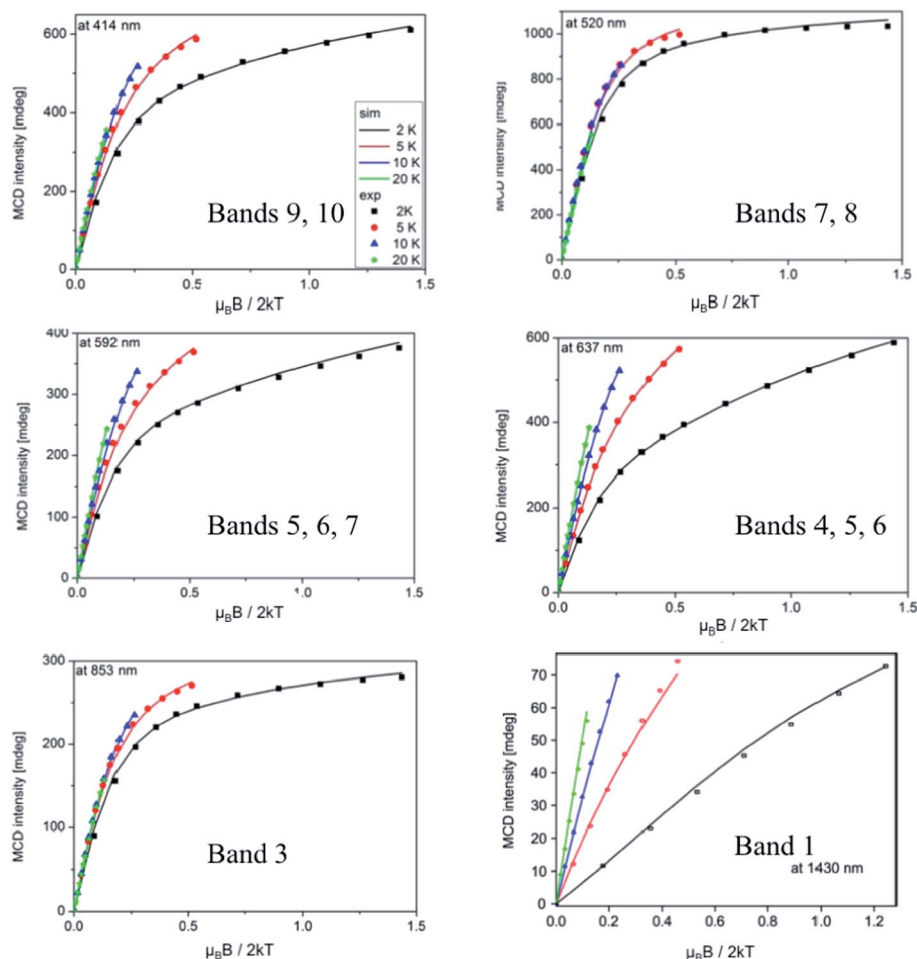 at 414 nm
600
400
200
0
MCD intensity [mdeg]
sim
2 K
5 K
10 K
20 K
exp
2K
5 K
10 K
20 K
Bands 9, 10
0.0 0.5 1.0 1.5
μBB / 2kT
at 520 nm
1000
800
600
400
200
0
MCD intensity [mdeg]
Bands 7, 8
0.0 0.5 1.0 1.5
μBB / 2kT
at 592 nm
400
300
200
100
0
MCD intensity [mdeg]
Bands 5, 6, 7
0.0 0.5 1.0 1.5
μBB / 2kT
at 637 nm
600
400
200
0
MCD intensity [mdeg]
Bands 4, 5, 6
0.0 0.5 1.0 1.5
μBB / 2kT
at 853 nm
300
200
100
0
MCD intensity [mdeg]
Band 3
0.0 0.5 1.0 1.5
μBB / 2kT
70
60
50
40
30
20
10
0
MCD intensity [mdeg]
Band 1
at 1430 nm
0.0 0.2 0.4 0.6 0.8 1.0 1.2
μBB / 2kT